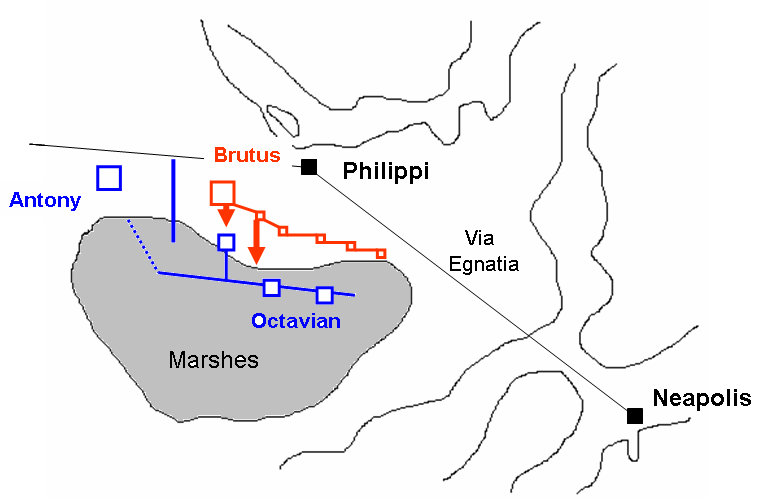 Brutus
Philippi
Antony
Via
Egnatia
Octavian
Marshes
Neapolis